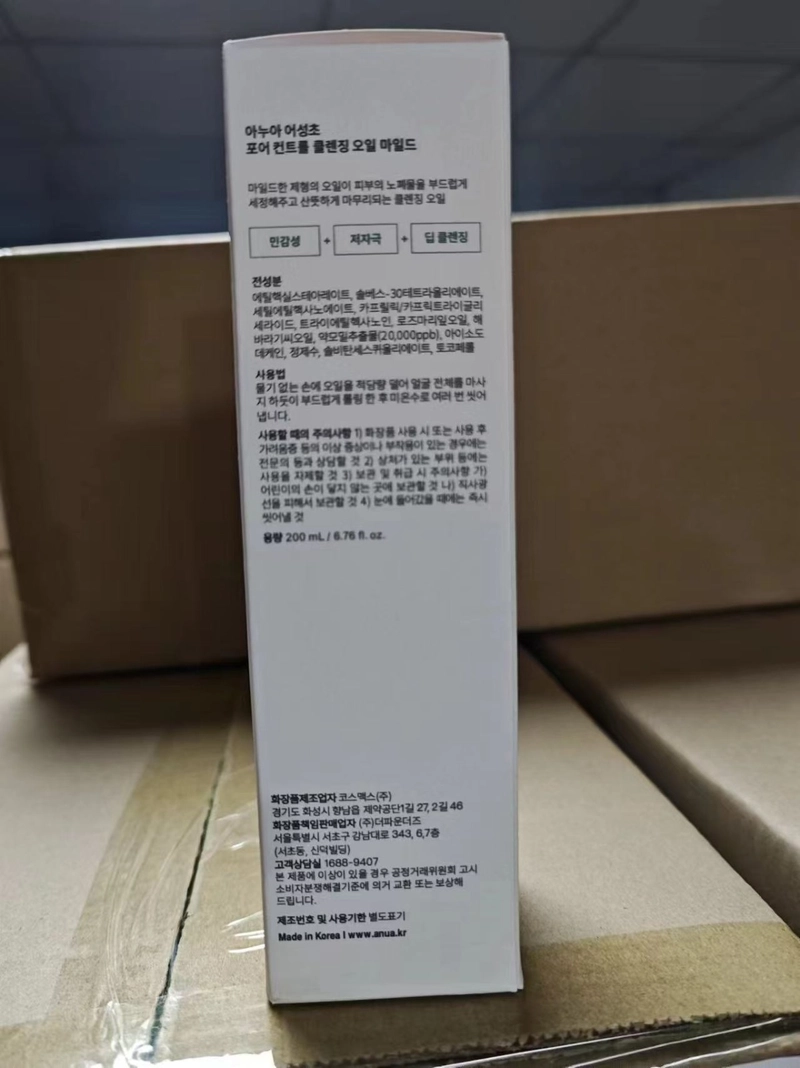 아누아 어성초
포어 컨트롤 클렌징 오일 마일드
마일드한 제형의 오일이 피부의 노폐물을 부드럽게
세정해주고 산뜻하게 마무리되는 클렌징 오일
민감성 + 저자극 + 딥 클렌징
전성분
에틸헥실스테아레이트, 솔베스-30테트라올리에이트,
세틸에틸헥사노에이트, 카프릴릭/카프릭트라이글리
세라이드, 트라이에틸헥사노인, 로즈마리잎오일, 해
바라기씨오일, 약모밀추출물(20,000ppb), 아이소도
데케인, 정제수, 솔비탄세스퀴올리에이트, 토코페롤
사용법
물기 없는 손에 오일을 적당량 덜어 얼굴 전체를 마사
지 하듯이 부드럽게 롤링 한 후 미온수로 여러 번 씻어
냅니다.
사용할 때의 주의사항 1) 화장품 사용 시 또는 사용 후
가려움증 등의 이상 증상이나 부작용이 있는 경우에는
전문의 등과 상담할 것 2) 상처가 있는 부위 등에는
사용을 자제할 것 3) 보관 및 취급 시 주의사항 가)
어린이의 손이 닿지 않는 곳에 보관할 것 나) 직사광
선을 피해서 보관할 것 4) 눈에 들어갔을 때에는 즉시
씻어낼 것
용량 200 mL / 6.76 fl. oz.
화장품제조업자 코스맥스(주)
경기도 화성시 향남읍 제약공단1길 27, 2길 46
화장품책임판매업자 (주)더파운더즈
서울특별시 서초구 강남대로 343, 6,7층
(서초동, 신덕빌딩)
고객상담실 1688-9407
본 제품에 이상이 있을 경우 공정거래위원회 고시
소비자분쟁해결기준에 의거 교환 또는 보상해
드립니다.
제조번호 및 사용기한 별도표기
Made in Korea l www.anua.kr